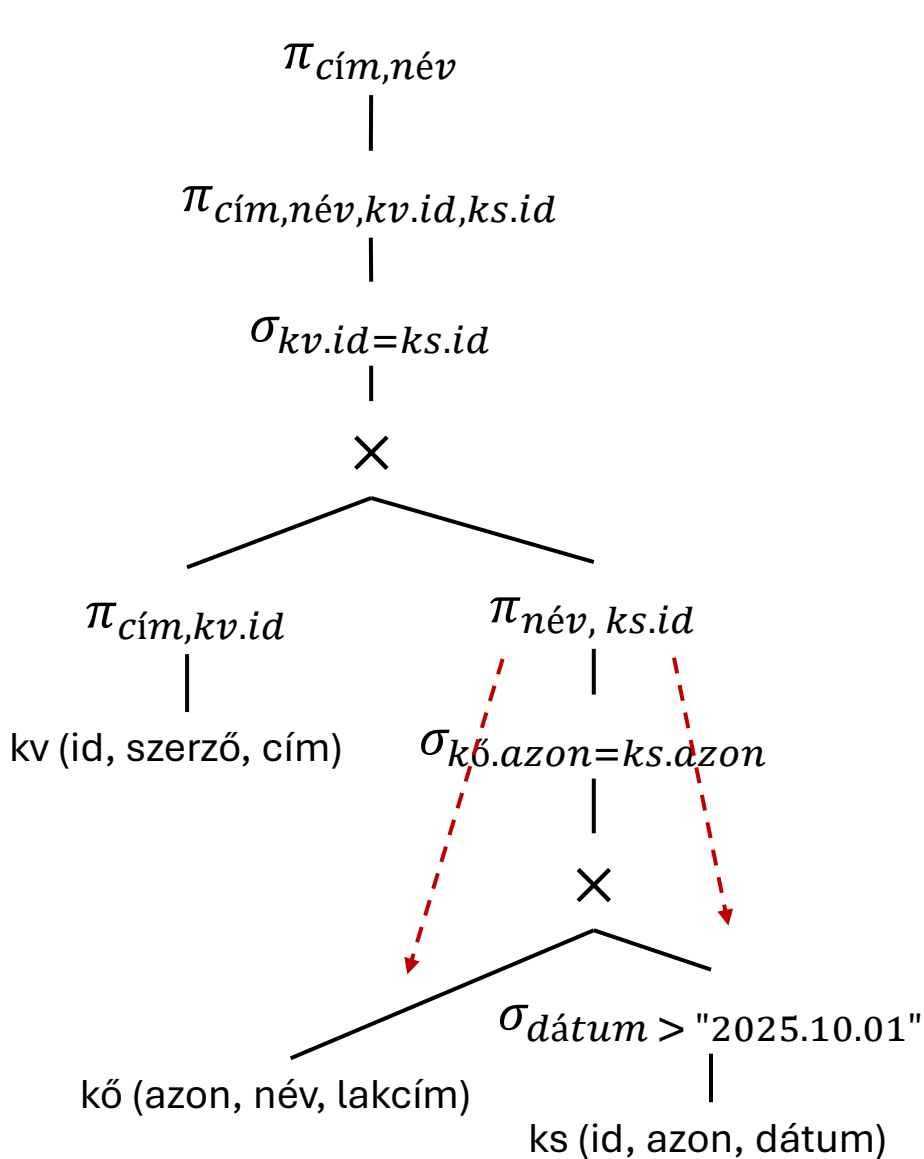 π cím,név
π cím,név,kv.id,ks.id
σ kv.id=ks.id
×
π cím,kv.id
π név, ks.id
kv (id, szerző, cím)
σ kő.azon=ks.azon
×
σ dátum > "2025.10.01"
kő (azon, név, lakcím)
ks (id, azon, dátum)